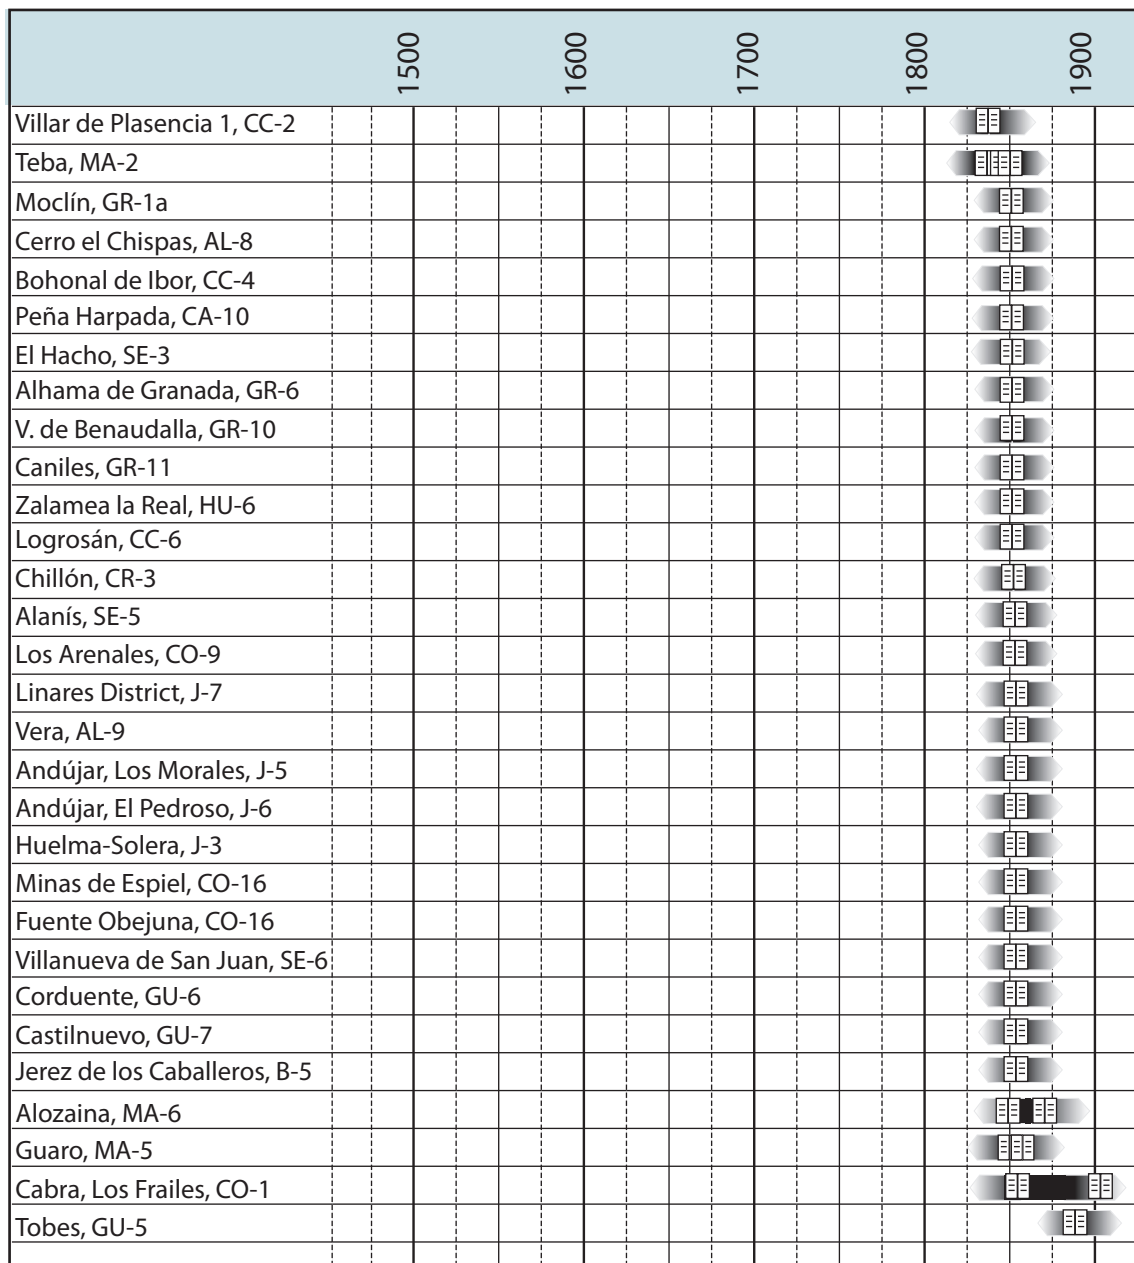 1500
1600
1700
1800
1900
Villar de Plasencia 1, CC-2
Teba, MA-2
Moclín, GR-1a
Cerro el Chispas, AL-8
Bohonal de Ibor, CC-4
Peña Harpada, CA-10
El Hacho, SE-3
Alhama de Granada, GR-6
V. de Benaudalla, GR-10
Caniles, GR-11
Zalamea la Real, HU-6
Logrosán, CC-6
Chillón, CR-3
Alanís, SE-5
Los Arenales, CO-9
Linares District, J-7
Vera, AL-9
Andújar, Los Morales, J-5
Andújar, El Pedroso, J-6
Huelma-Solera, J-3
Minas de Espiel, CO-16
Fuente Obejuna, CO-16
Villanueva de San Juan, SE-6
Corduente, GU-6
Castilnuevo, GU-7
Jerez de los Caballeros, B-5
Alozaina, MA-6
Guaro, MA-5
Cabra, Los Frailes, CO-1
Tobes, GU-5